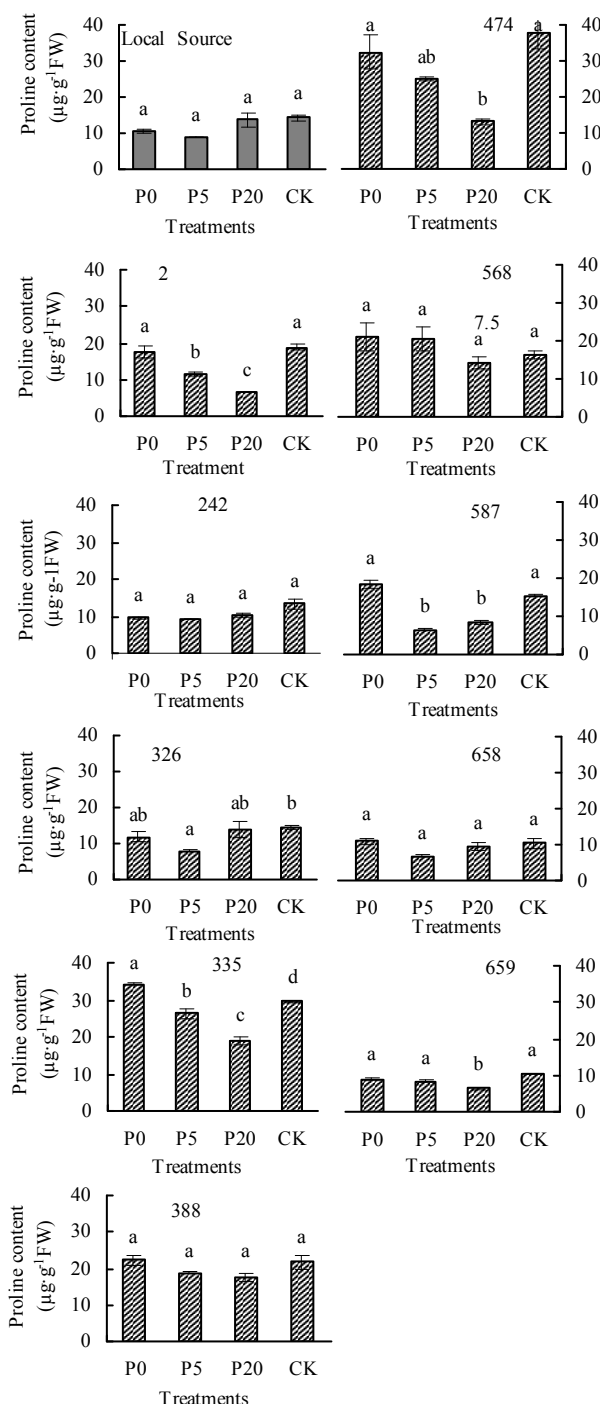 Proline content
(µg·g-1FW)
40
30
20
10
0
Local Source
a
a
a
a
P0 P5 P20 CK
Treatments
474
a
ab
b
a
40
30
20
10
0
P0 P5 P20 CK
Treatments
Proline content
(µg·g-1FW)
40
30
20
10
0
2
a
b
c
a
P0 P5 P20 CK
Treatment
568
7.5
a
a
a
a
40
30
20
10
0
P0 P5 P20 CK
Treatments
Proline content
(µg·g-1FW)
40
30
20
10
0
242
a
a
a
a
P0 P5 P20 CK
Treatments
587
a
b
b
a
40
30
20
10
0
P0 P5 P20 CK
Treatments
Proline content
(µg·g-1FW)
40
30
20
10
0
326
ab
a
ab
b
P0 P5 P20 CK
Treatments
658
a
a
a
a
40
30
20
10
0
P0 P5 P20 CK
Treatments
Proline content
(µg·g-1FW)
40
30
20
10
0
335
a
b
c
d
P0 P5 P20 CK
Treatments
659
a
a
b
a
40
30
20
10
0
P0 P5 P20 CK
Treatments
Proline content
(µg·g-1FW)
40
30
20
10
0
388
a
a
a
a
P0 P5 P20 CK
Treatments